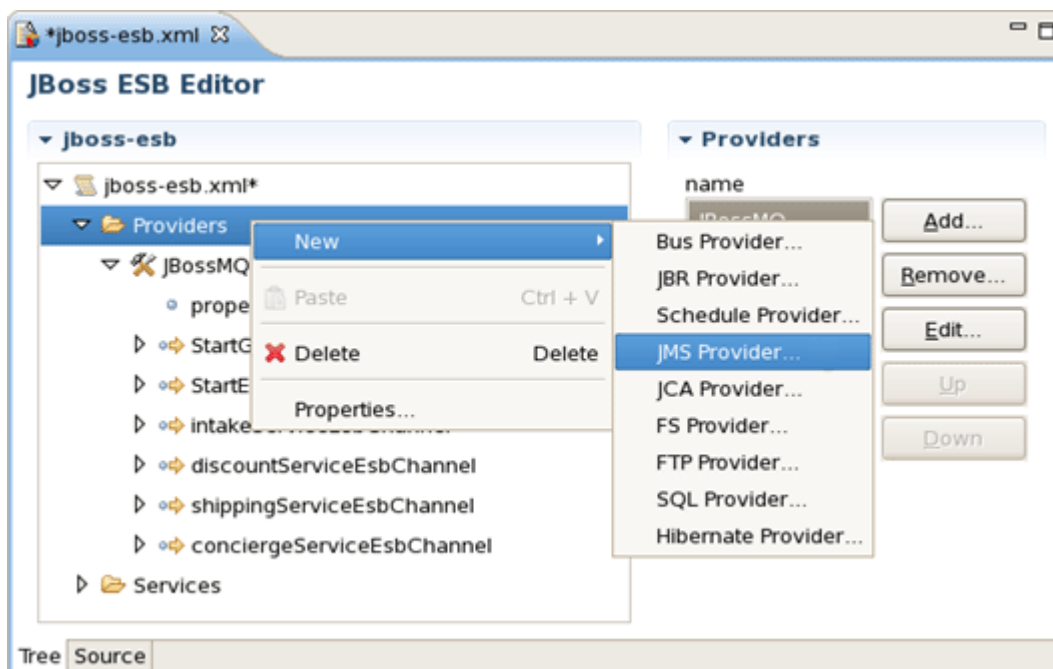 *jboss-esb.xml
JBoss ESB Editor
jboss-esb
Providers
jboss-esb.xml*
name
Providers
JBossMQ
Add...
New
Bus Provider...
JBossMQ
JBR Provider...
Remove...
prope
Paste Ctrl + V
Schedule Provider...
Edit...
StartG
Delete Delete
JMS Provider...
StartE
JCA Provider...
Up
Properties...
intakeServiceEsbChannel
FS Provider...
Down
discountServiceEsbChannel
FTP Provider...
shippingServiceEsbChannel
SQL Provider...
conciergeServiceEsbChannel
Hibernate Provider...
Services
Tree Source